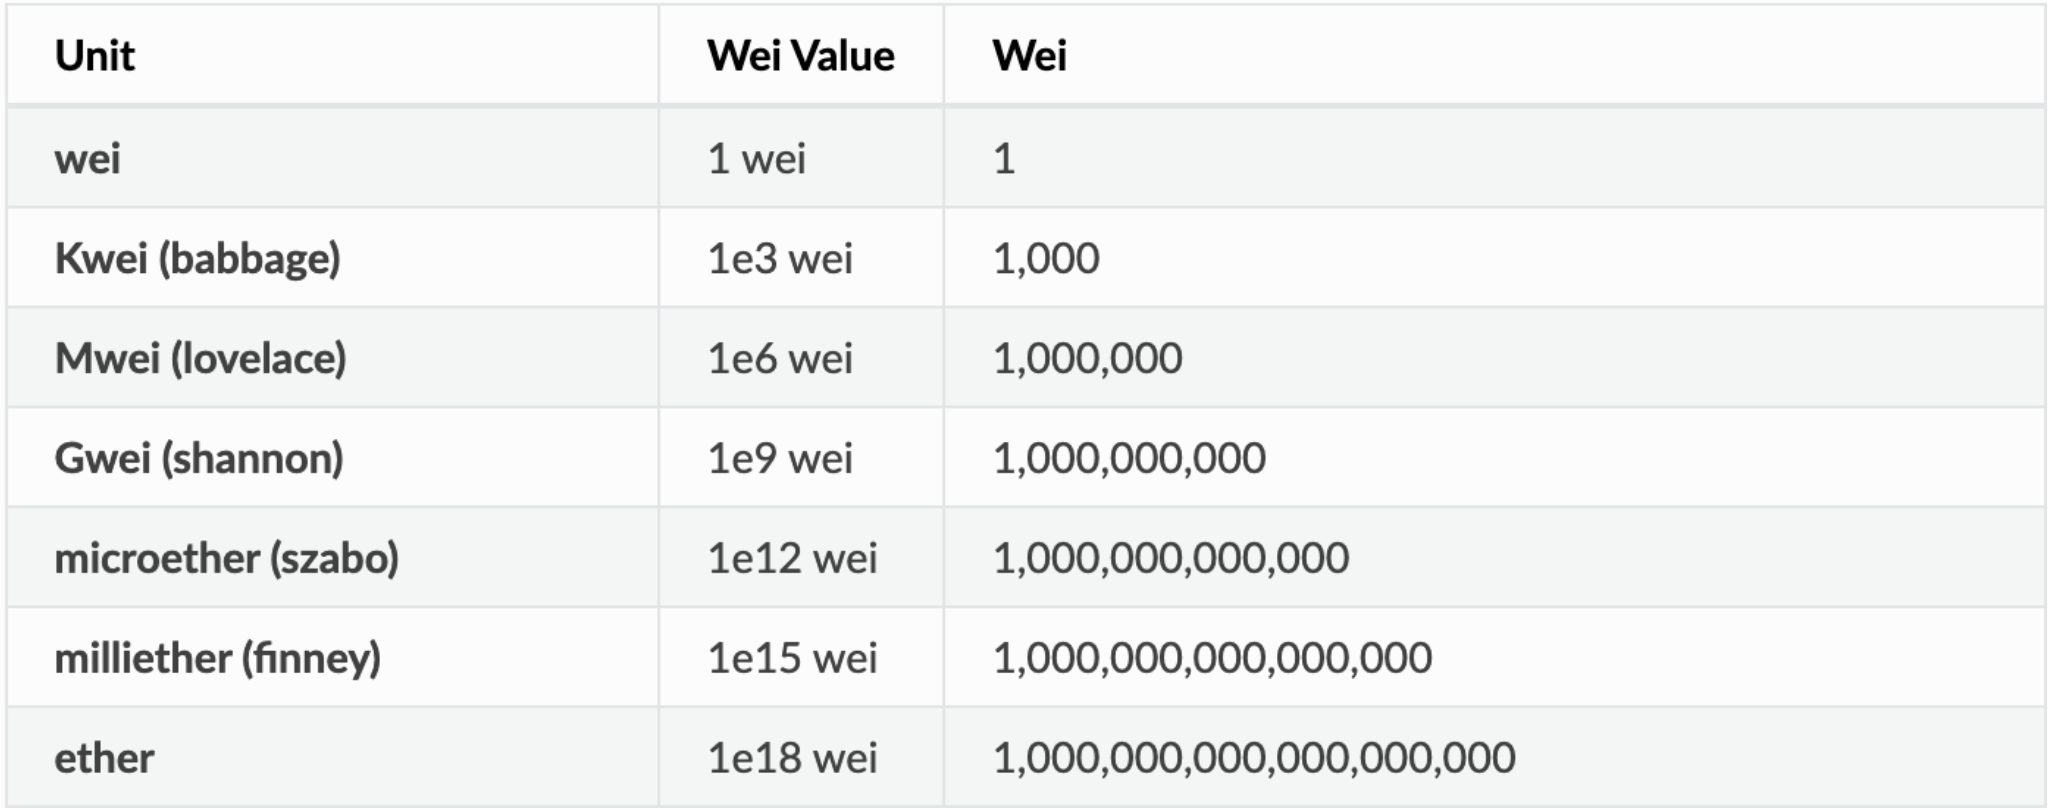 Unit Wei Value Wei
wei 1 wei 1
Kwei (babbage) 1e3 wei 1,000
Mwei (lovelace) 1e6 wei 1,000,000
Gwei (shannon) 1e9 wei 1,000,000,000
microether (szabo) 1e12 wei 1,000,000,000,000
milliether (finney) 1e15 wei 1,000,000,000,000,000
ether 1e18 wei 1,000,000,000,000,000,000